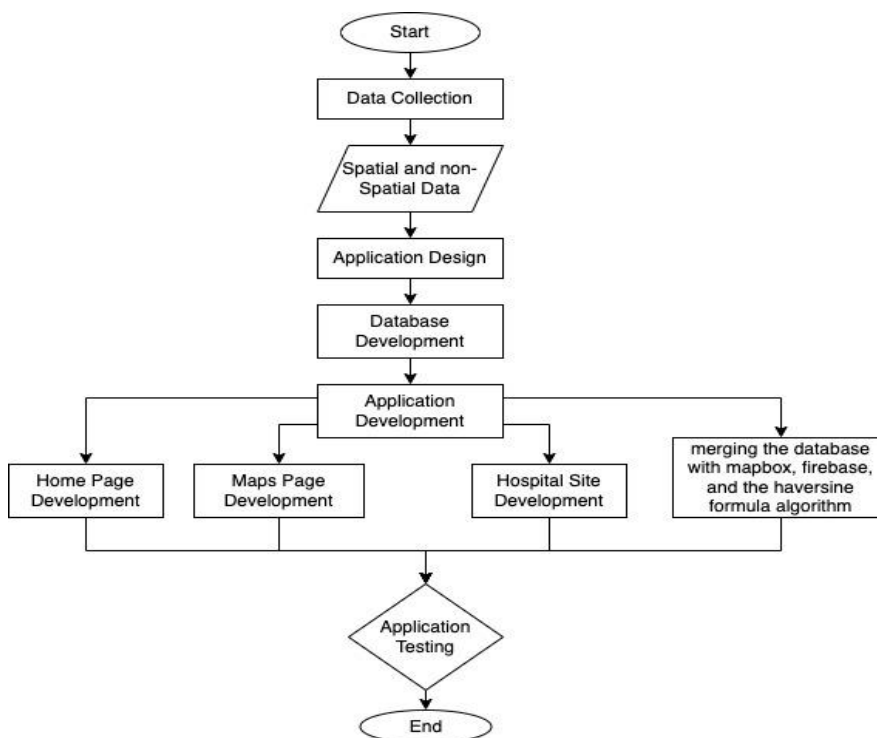 Start
Data Collection
Spatial and non-
Spatial Data
Application Design
Database
Development
Application
Development
Home Page
Development
Maps Page
Development
Hospital Site
Development
merging the database
with mapbox, firebase,
and the haversine
formula algorithm
Application
Testing
End